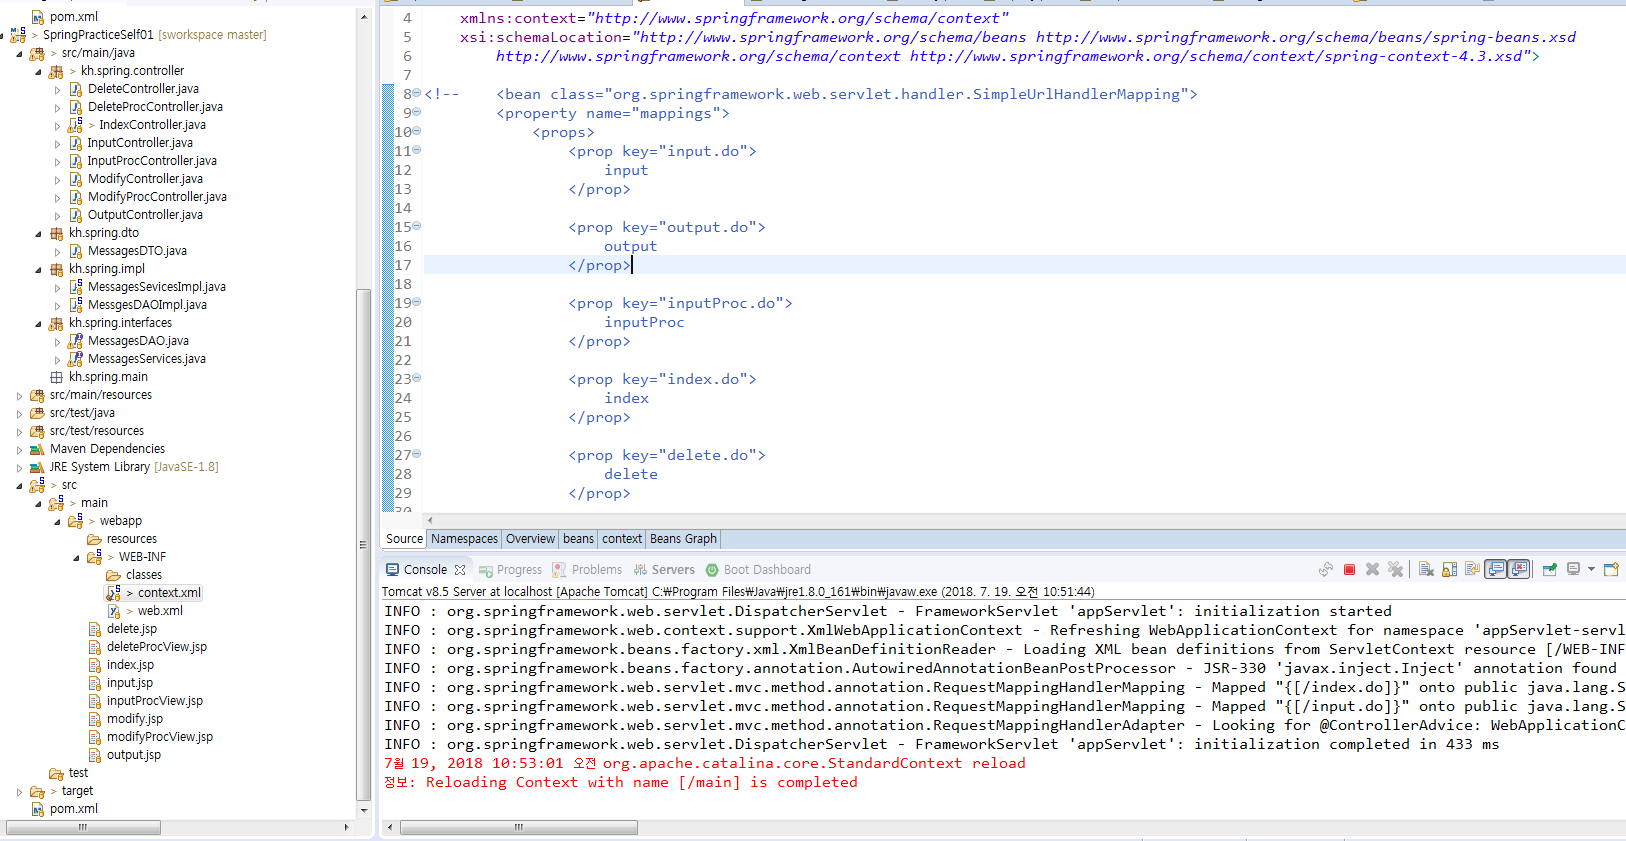 pom.xml
> SpringPracticeSelf01 [sworkspace master]
> src/main/java
> kh.spring.controller
DeleteController.java
DeleteProcController.java
> IndexController.java
InputController.java
InputProcController.java
ModifyController.java
ModifyProcController.java
OutputController.java
kh.spring.dto
MessagesDTO.java
kh.spring.impl
MessagesSevicesImpl.java
MessgesDAOImpl.java
kh.spring.interfaces
MessagesDAO.java
MessagesServices.java
kh.spring.main
src/main/resources
src/test/java
src/test/resources
Maven Dependencies
JRE System Library [JavaSE-1.8]
> src
> main
> webapp
resources
> WEB-INF
classes
> context.xml
> web.xml
delete.jsp
deleteProcView.jsp
index.jsp
input.jsp
inputProcView.jsp
modify.jsp
modifyProcView.jsp
output.jsp
test
> target
pom.xml
4 xmlns:context="http://www.springframework.org/schema/context"
5 xsi:schemaLocation="http://www.springframework.org/schema/beans http://www.springframework.org/schema/beans/spring-beans.xsd
6 http://www.springframework.org/schema/context http://www.springframework.org/schema/context/spring-context-4.3.xsd">
7
8 <!-- <bean class="org.springframework.web.servlet.handler.SimpleUrlHandlerMapping">
9 <property name="mappings">
10 <props>
11 <prop key="input.do">
12 input
13 </prop>
14
15 <prop key="output.do">
16 output
17 </prop>
18
19 <prop key="inputProc.do">
20 inputProc
21 </prop>
22
23 <prop key="index.do">
24 index
25 </prop>
26
27 <prop key="delete.do">
28 delete
29 </prop>
30
Source Namespaces Overview beans context Beans Graph
Console Progress Problems Servers Boot Dashboard
Tomcat v8.5 Server at localhost [Apache Tomcat] C:₩Program Files₩Java₩jre1.8.0_161₩bin₩javaw.exe (2018. 7. 19. 오전 10:51:44)
INFO : org.springframework.web.servlet.DispatcherServlet - FrameworkServlet 'appServlet': initialization started
INFO : org.springframework.web.context.support.XmlWebApplicationContext - Refreshing WebApplicationContext for namespace 'appServlet-servl
INFO : org.springframework.beans.factory.xml.XmlBeanDefinitionReader - Loading XML bean definitions from ServletContext resource [/WEB-INF
INFO : org.springframework.beans.factory.annotation.AutowiredAnnotationBeanPostProcessor - JSR-330 'javax.inject.Inject' annotation found
INFO : org.springframework.web.servlet.mvc.method.annotation.RequestMappingHandlerMapping - Mapped "{[/index.do]}" onto public java.lang.S
INFO : org.springframework.web.servlet.mvc.method.annotation.RequestMappingHandlerMapping - Mapped "{[/input.do]}" onto public java.lang.S
INFO : org.springframework.web.servlet.mvc.method.annotation.RequestMappingHandlerAdapter - Looking for @ControllerAdvice: WebApplicationC
INFO : org.springframework.web.servlet.DispatcherServlet - FrameworkServlet 'appServlet': initialization completed in 433 ms
7월 19, 2018 10:53:01 오전 org.apache.catalina.core.StandardContext reload
정보: Reloading Context with name [/main] is completed